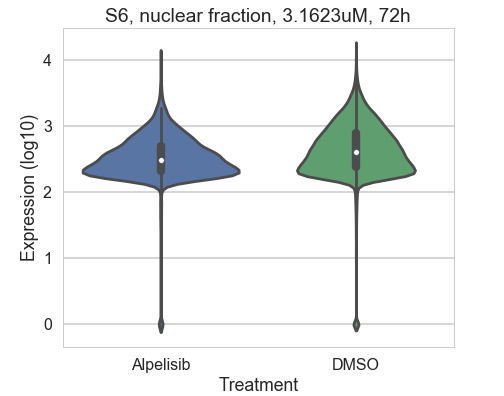 S6, nuclear fraction, 3.1623uM, 72h
Expression (log10)
4
3
2
1
0
Alpelisib DMSO
Treatment